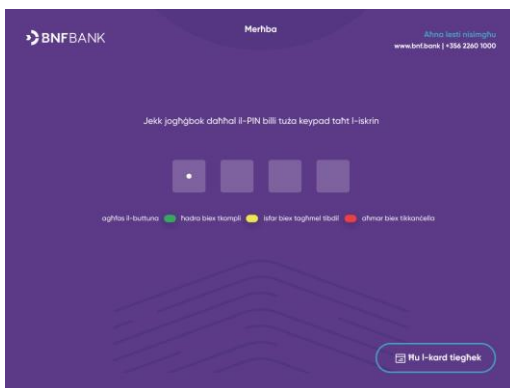 BNFBANK
Merħba
Aħna lesti nisimgħu
www.bnf.bank | +356 2260 1000
Jekk jogħġbok daħħal il-PIN billi tuża keypad taħt l-iskrin
agħfas il-buttuna ħadra biex tkompli isfar biex tagħmel tibdil aħmar biex tikkanċella
Ħu l-kard tiegħek